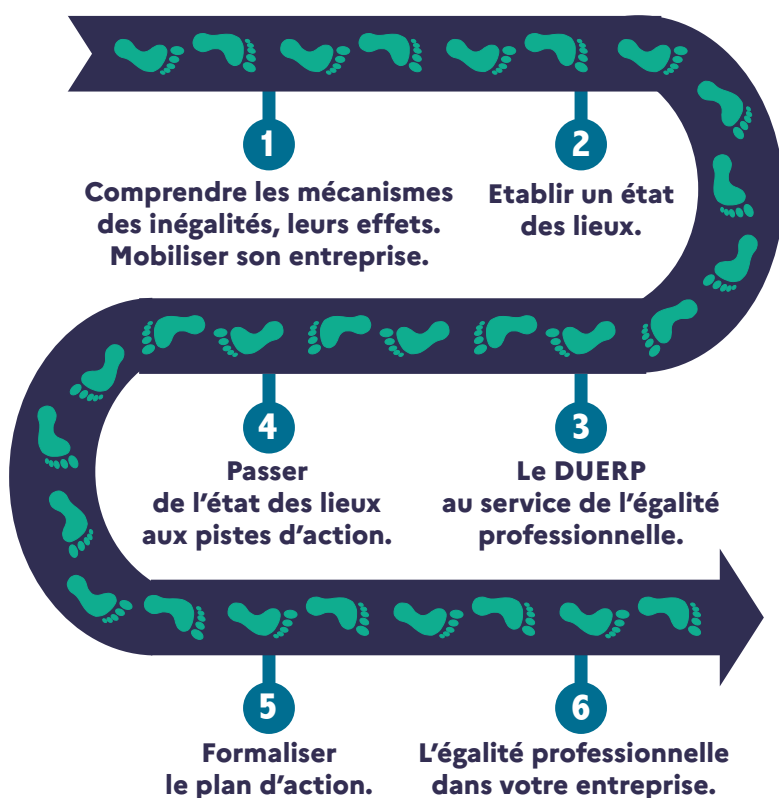 1
Comprendre les mécanismes
des inégalités, leurs effets.
Mobiliser son entreprise.
2
Etablir un état
des lieux.
3
Le DUERP
au service de l’égalité
professionnelle.
4
Passer
de l’état des lieux
aux pistes d’action.
5
Formaliser
le plan d’action.
6
L’égalité professionnelle
dans votre entreprise.